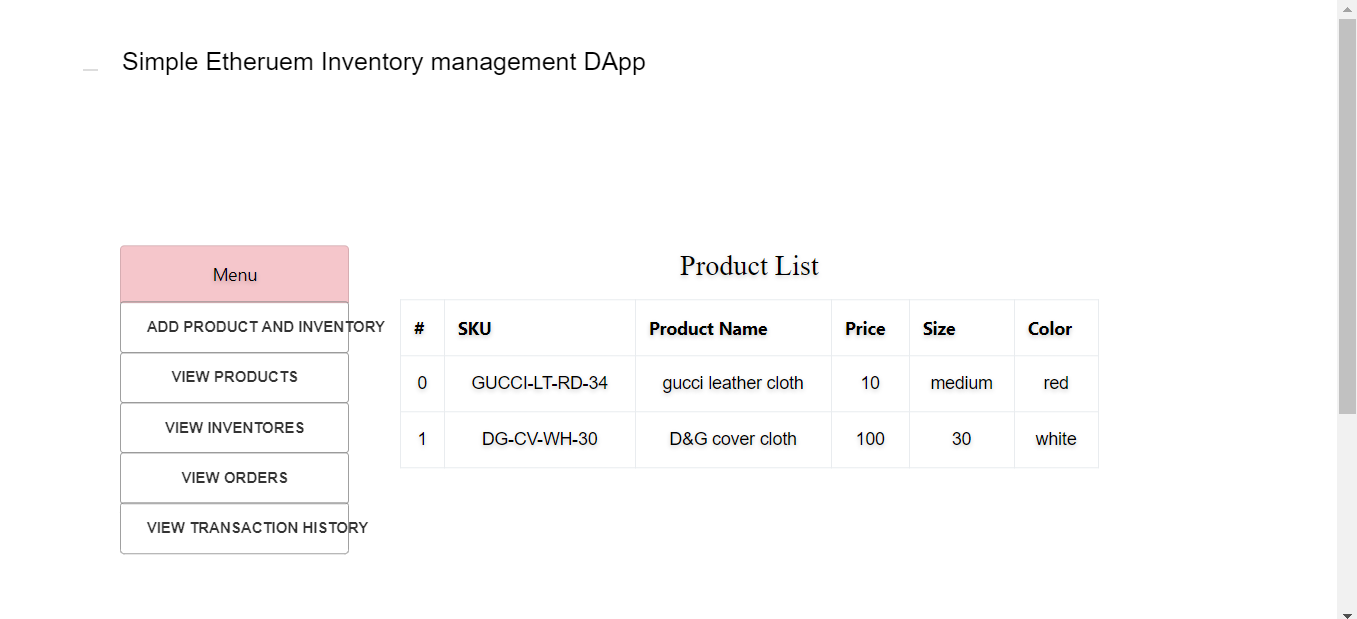 Simple Etheruem Inventory management DApp
Menu
ADD PRODUCT AND INVENTORY
VIEW PRODUCTS
VIEW INVENTORES
VIEW ORDERS
VIEW TRANSACTION HISTORY
Product List
# SKU Product Name Price Size Color
0 GUCCI-LT-RD-34 gucci leather cloth 10 medium red
1 DG-CV-WH-30 D&G cover cloth 100 30 white